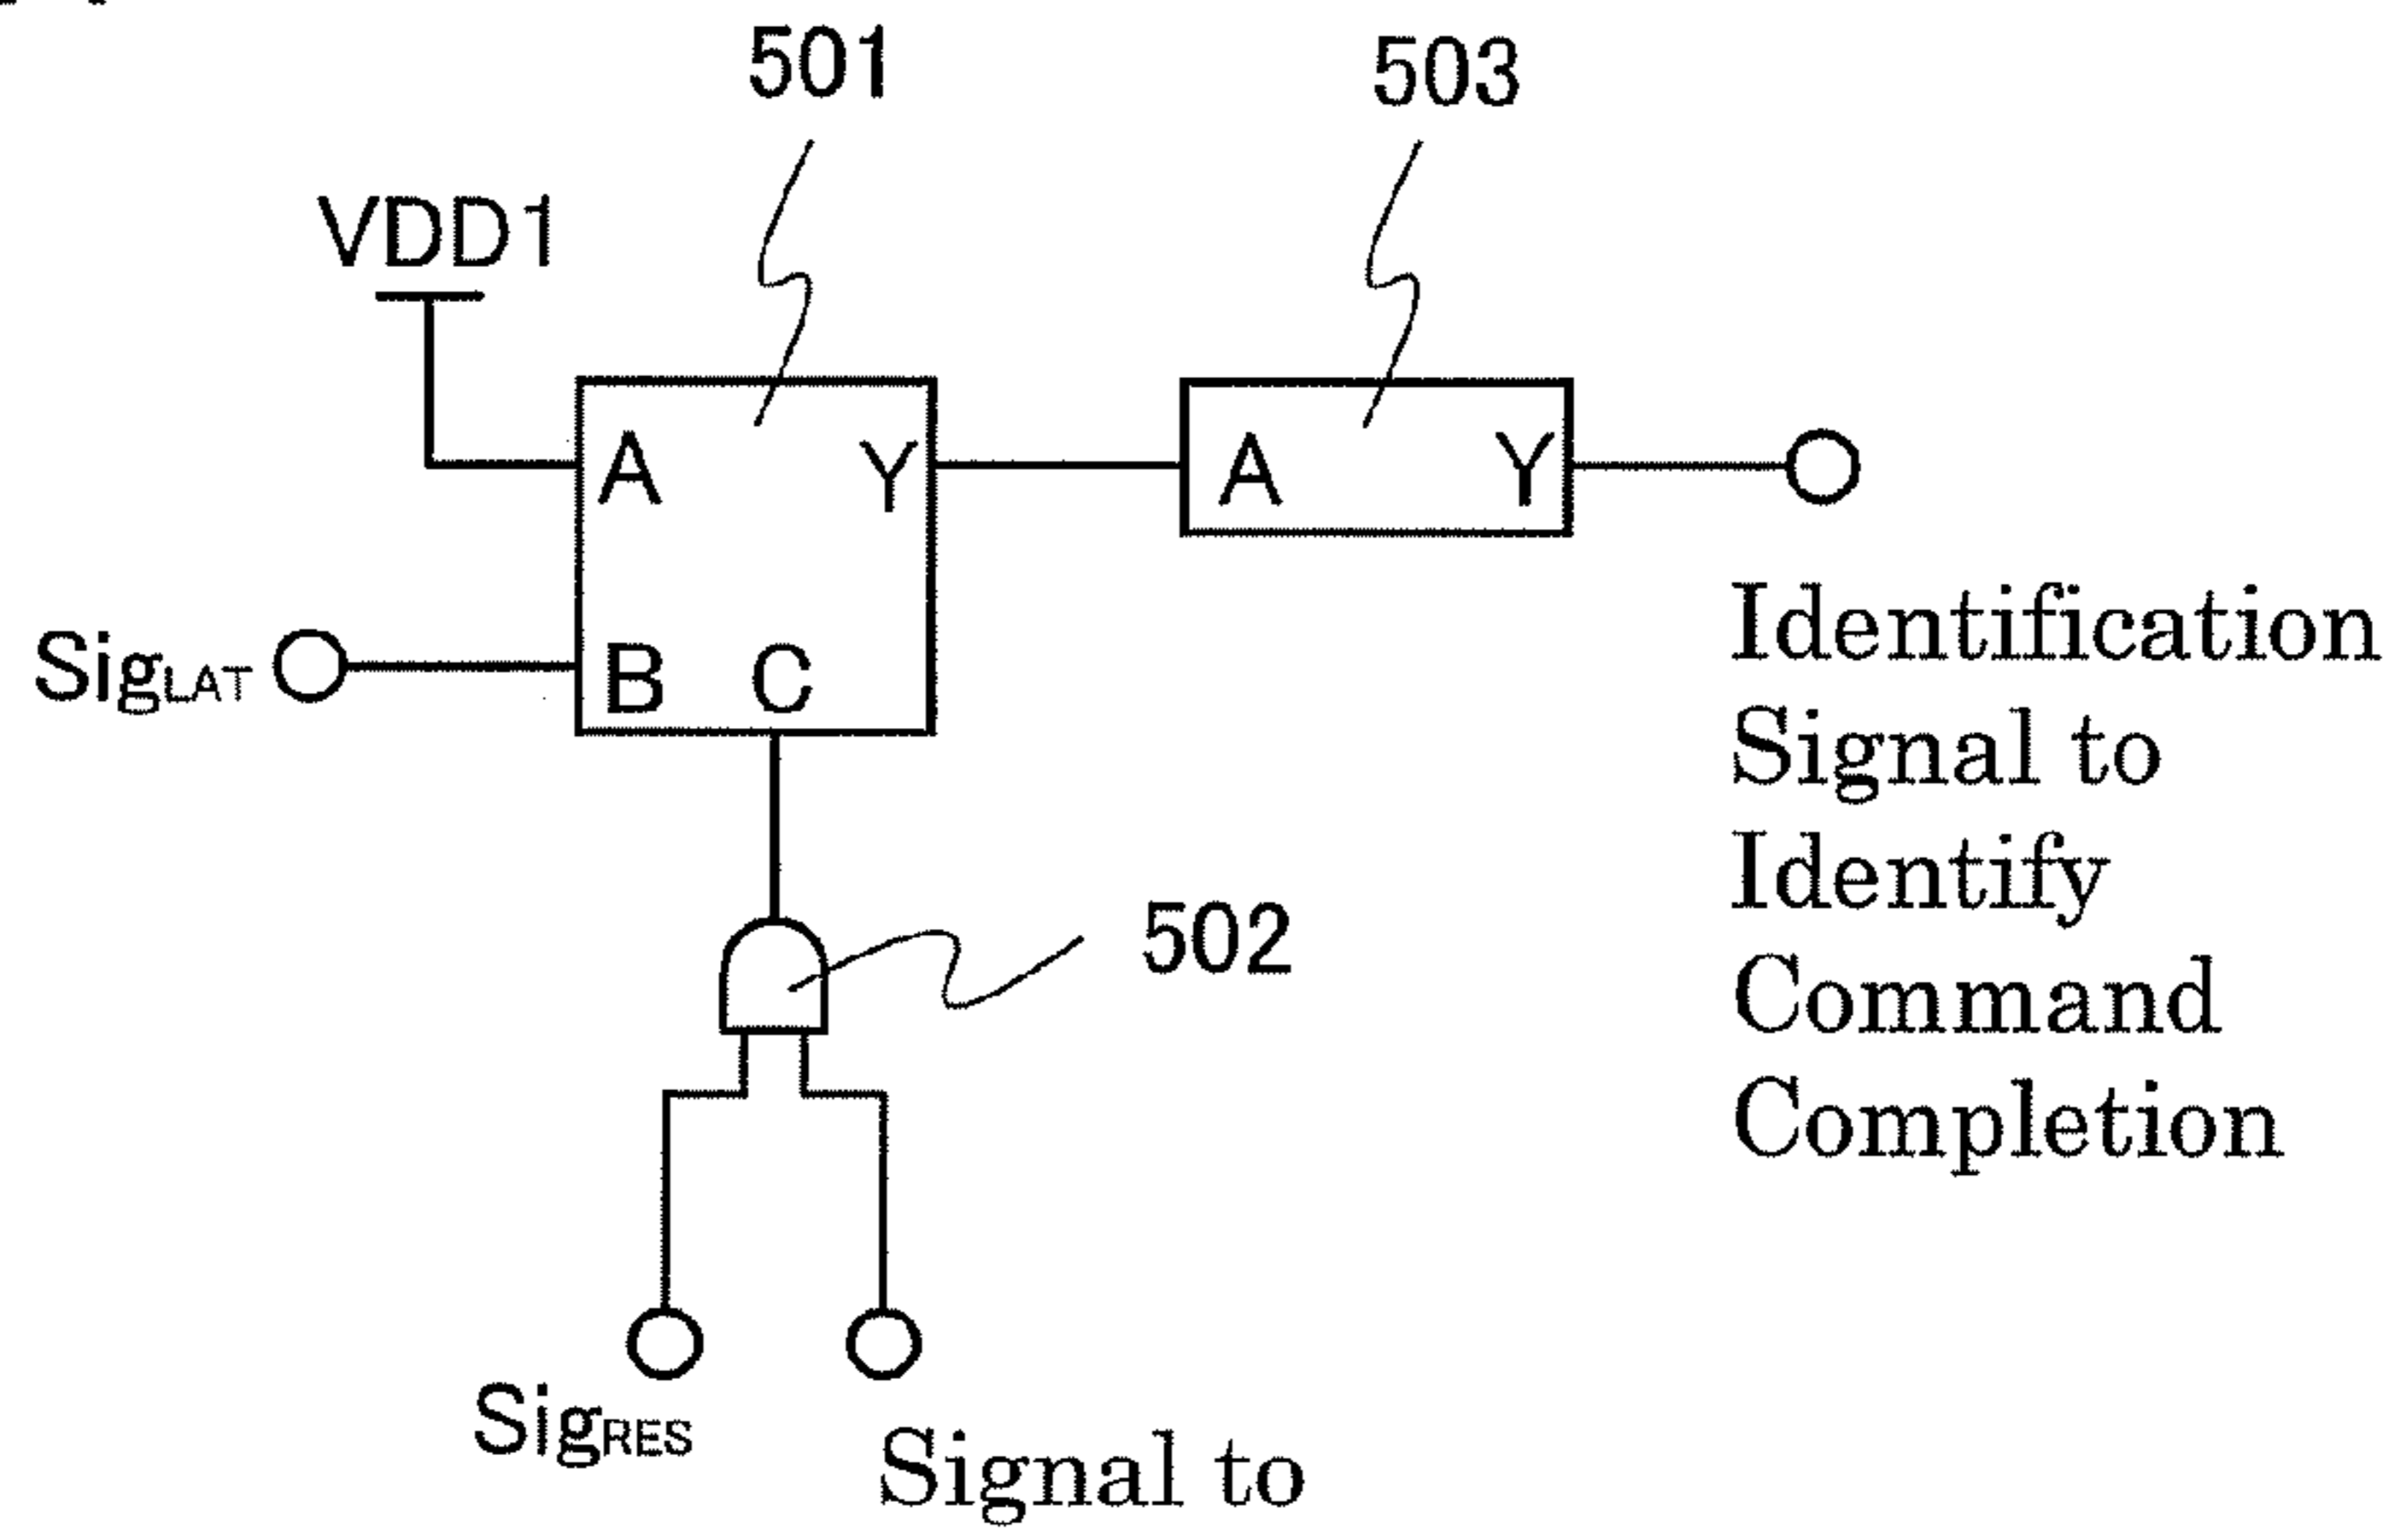 501
503
VDD1
A
Y
A
Y
Identification
Signal to
Identify
Command
Completion
SigLAT
B
C
502
SigRES
Signal to